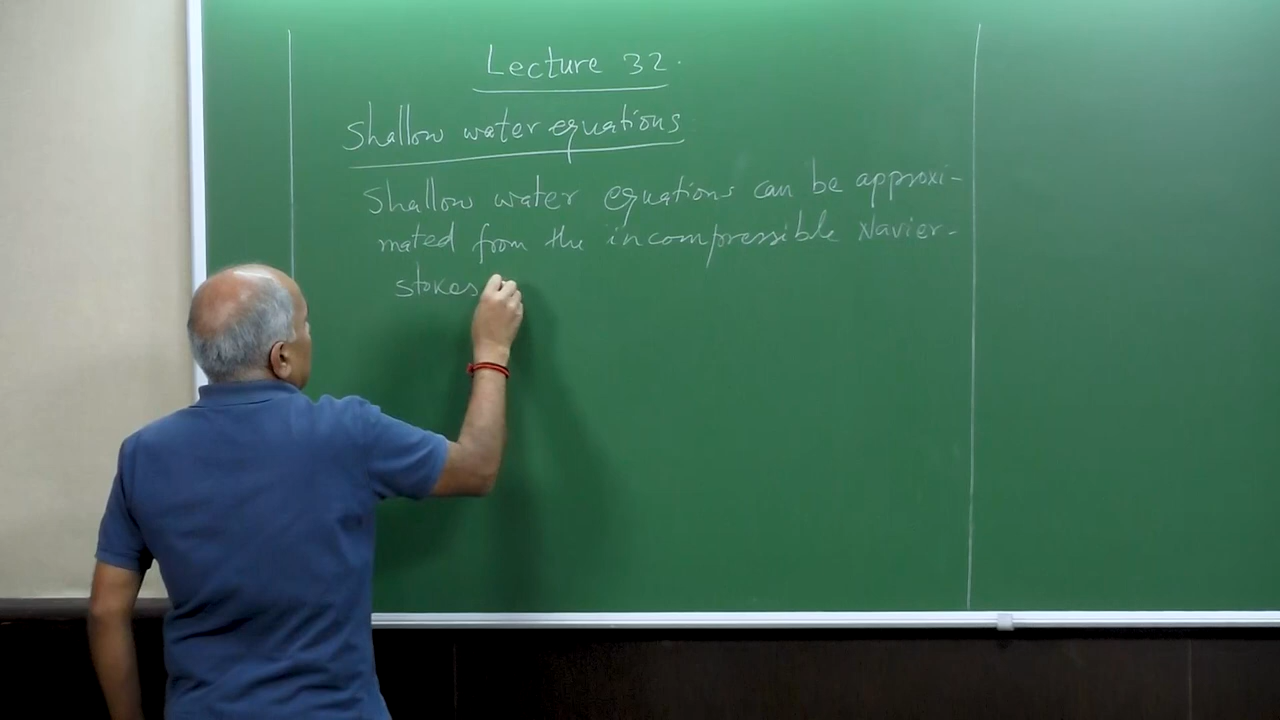 Lecture 32.
Shallow water equations
Shallow water equations can be approxi-
mated from the incompressible Navier-
stokes